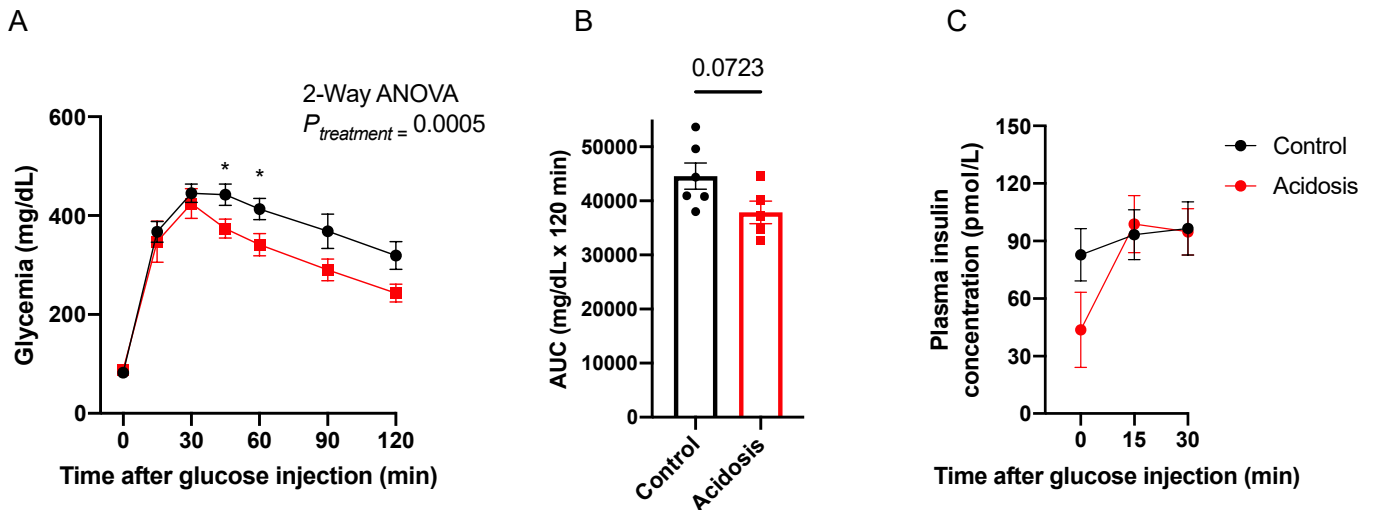 A
B
C
2-Way ANOVA
P treatment = 0.0005
Glycemia (mg/dL)
600
400
200
0
*
*
0 30 60 90 120
Time after glucose injection (min)
0.0723
AUC (mg/dL x 120 min)
50000
40000
30000
20000
10000
0
Control
Acidosis
Plasma insulin
concentration (pmol/L)
150
120
90
60
30
0
0 15 30
Time after glucose injection (min)
Control
Acidosis